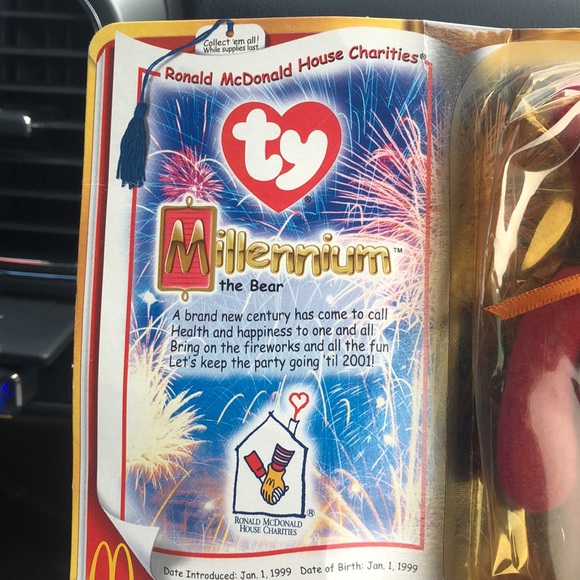 Collect 'em all!
While supplies last
Ronald McDonald House Charities®
ty®
Millennium™
the Bear
A brand new century has come to call
Health and happiness to one and all
Bring on the fireworks and all the fun
Let's keep the party going 'til 2001!
RONALD MCDONALD
HOUSE CHARITIES®
Date Introduced: Jan. 1, 1999 Date of Birth: Jan. 1, 1999